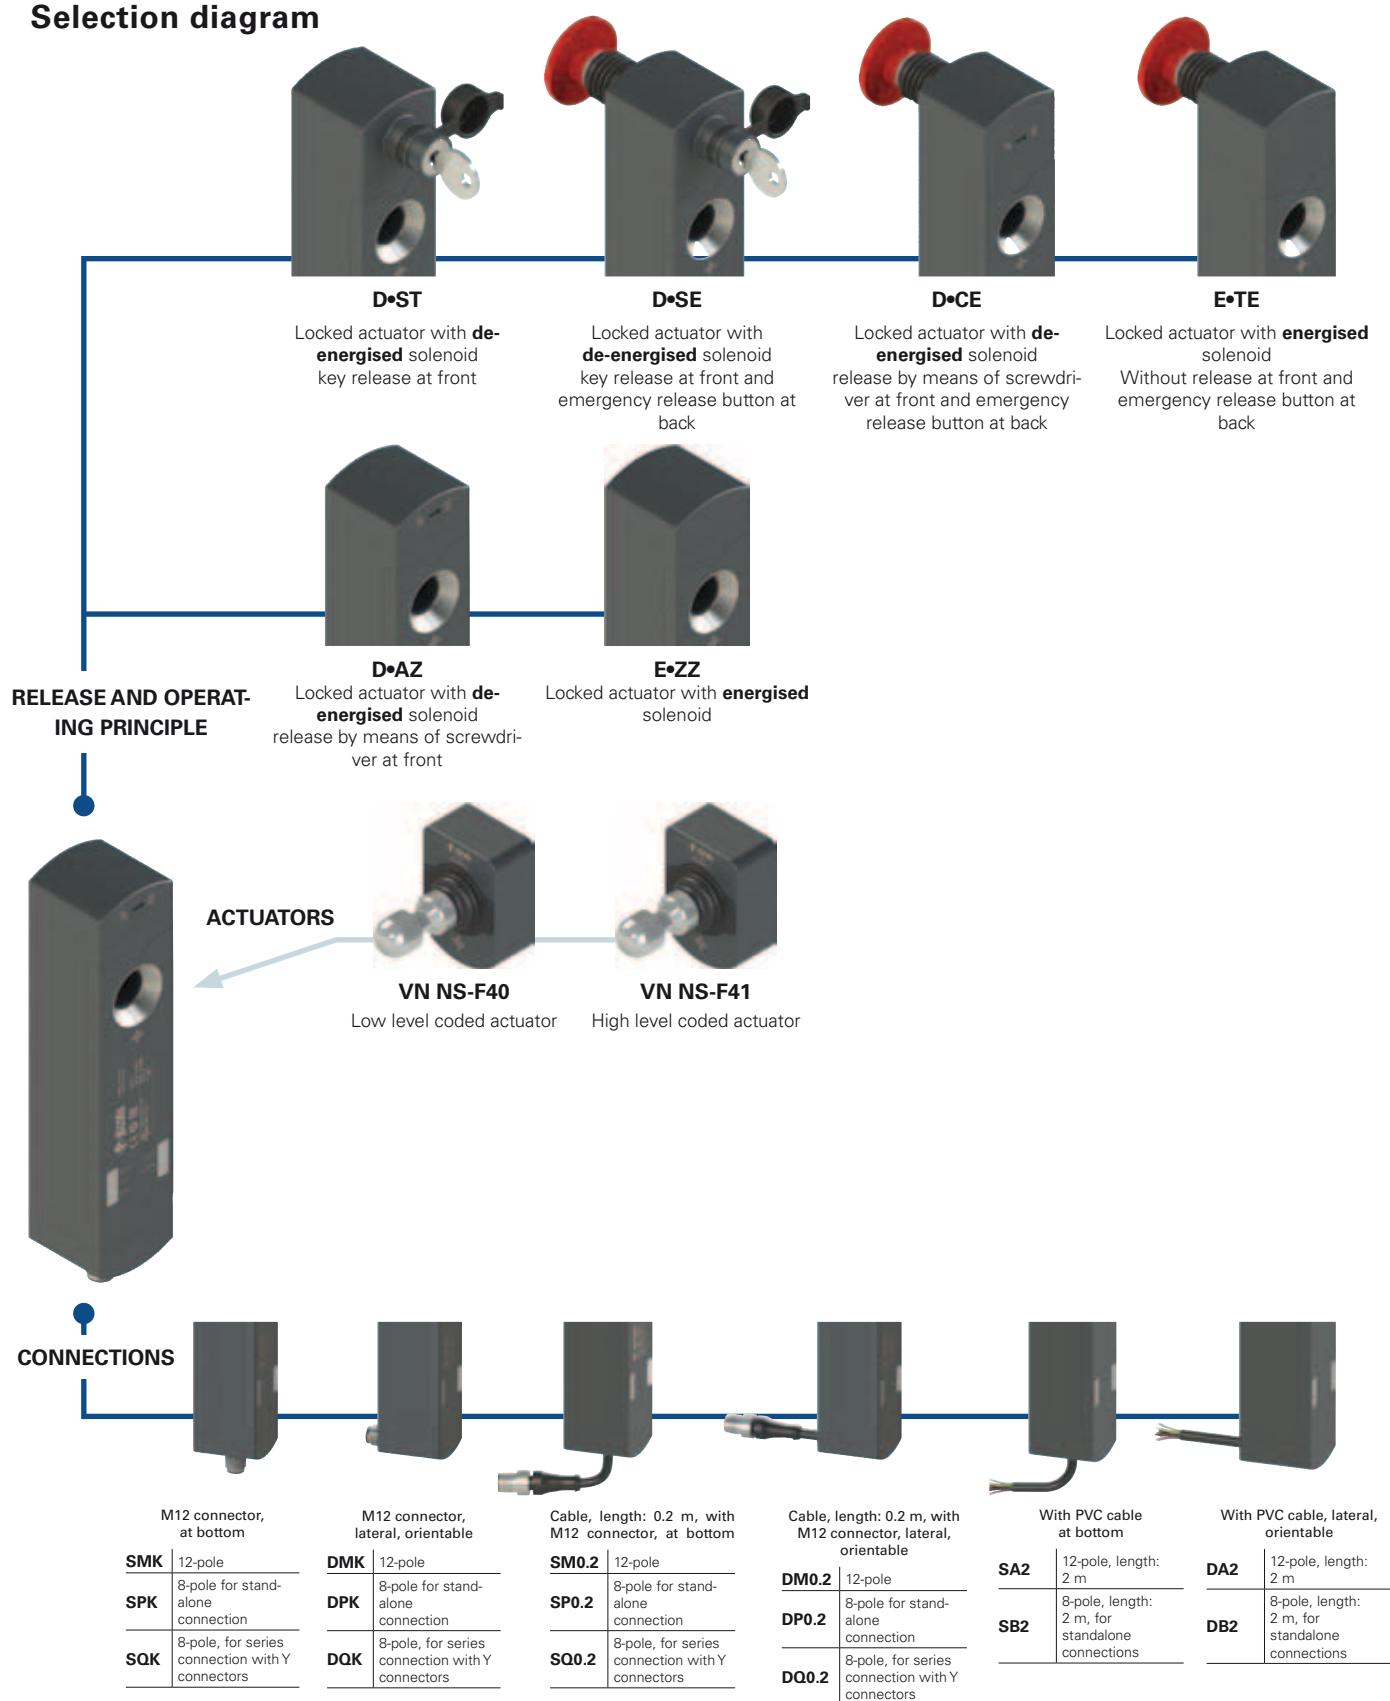 Selection diagram
D•ST
Locked actuator with de-
energised solenoid
key release at front
D•SE
Locked actuator with
de-energised solenoid
key release at front and
emergency release button at
back
D•CE
Locked actuator with de-
energised solenoid
release by means of screwdri-
ver at front and emergency
release button at back
E•TE
Locked actuator with energised
solenoid
Without release at front and
emergency release button at
back
D•AZ
Locked actuator with de-
energised solenoid
release by means of screwdri-
ver at front
E•ZZ
Locked actuator with energised
solenoid
RELEASE AND OPERAT-
ING PRINCIPLE
ACTUATORS
VN NS-F40
Low level coded actuator
VN NS-F41
High level coded actuator
CONNECTIONS
M12 connector,
at bottom
SMK 12-pole
SPK 8-pole for stand-
alone
connection
SQK 8-pole, for series
connection with Y
connectors
M12 connector,
lateral, orientable
DMK 12-pole
DPK 8-pole for stand-
alone
connection
DQK 8-pole, for series
connection with Y
connectors
Cable, length: 0.2 m, with
M12 connector, at bottom
SM0.2 12-pole
SP0.2 8-pole for stand-
alone
connection
SQ0.2 8-pole, for series
connection with Y
connectors
Cable, length: 0.2 m, with
M12 connector, lateral,
orientable
DM0.2 12-pole
DP0.2 8-pole for stand-
alone
connection
DQ0.2 8-pole, for series
connection with Y
connectors
With PVC cable
at bottom
SA2 12-pole, length:
2 m
SB2 8-pole, length:
2 m, for
standalone
connections
With PVC cable, lateral,
orientable
DA2 12-pole, length:
2 m
DB2 8-pole, length:
2 m, for
standalone
connections